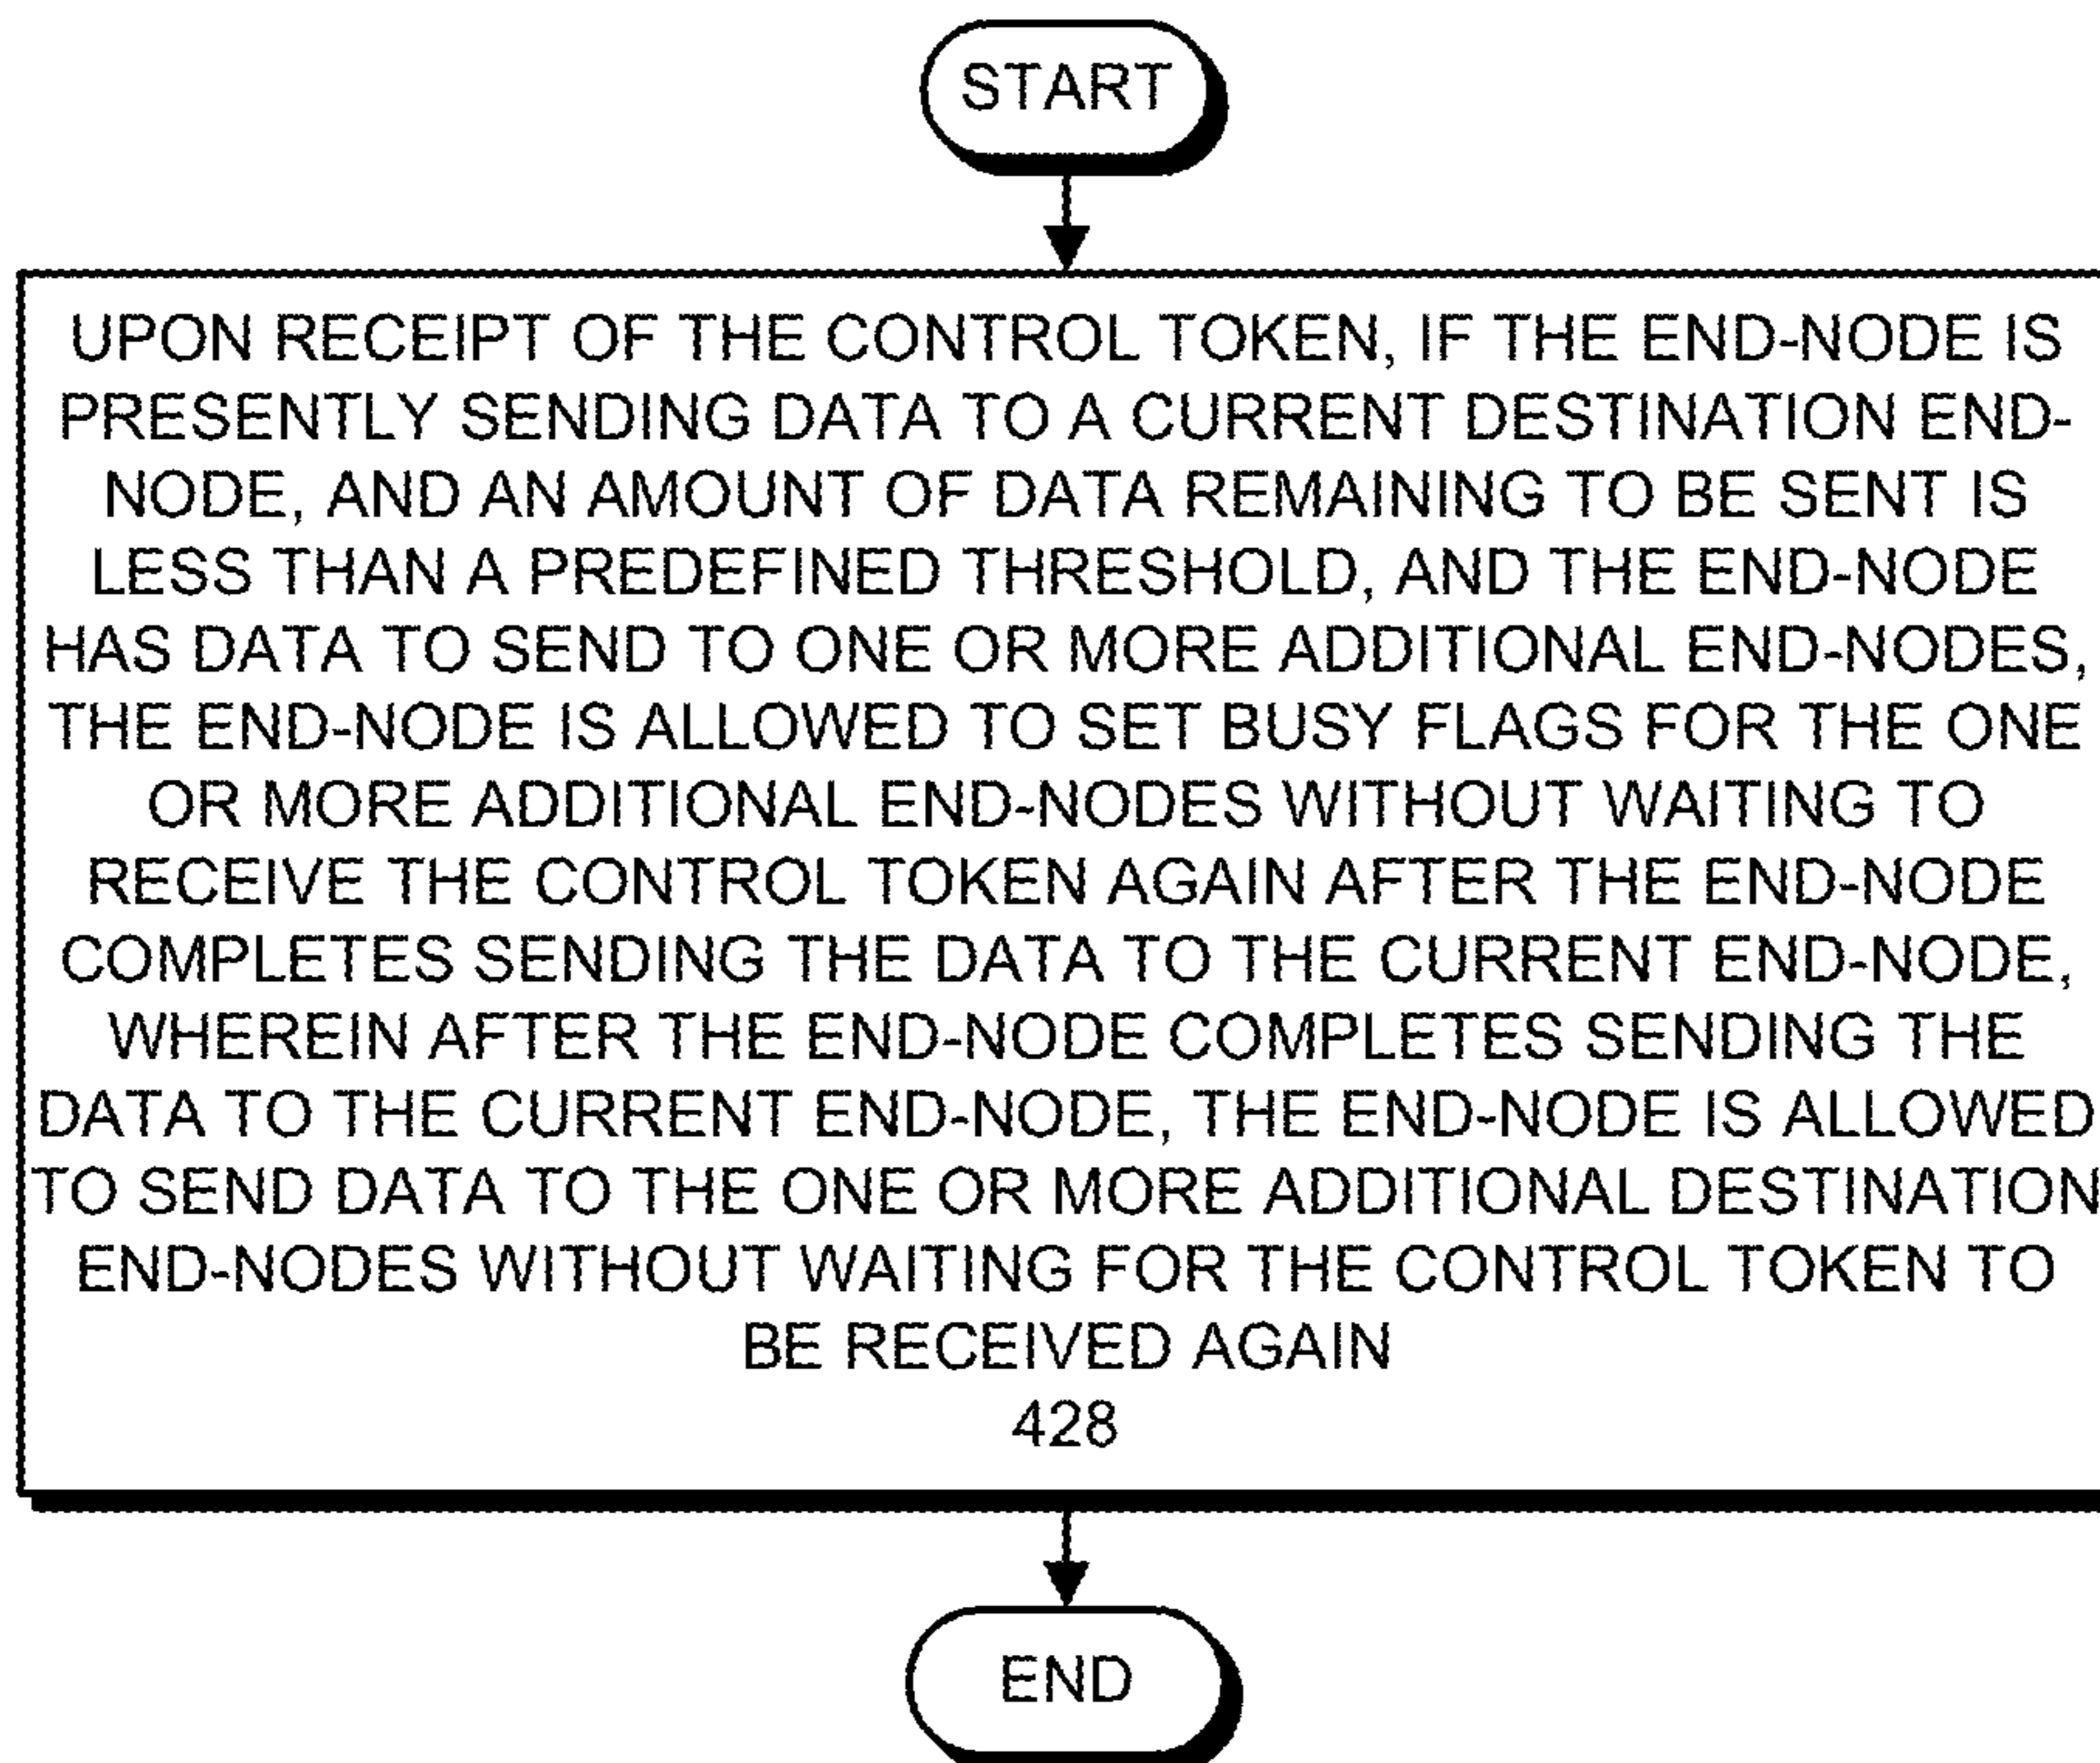 START
UPON RECEIPT OF THE CONTROL TOKEN, IF THE END-NODE IS
PRESENTLY SENDING DATA TO A CURRENT DESTINATION END-
NODE, AND AN AMOUNT OF DATA REMAINING TO BE SENT IS
LESS THAN A PREDEFINED THRESHOLD, AND THE END-NODE
HAS DATA TO SEND TO ONE OR MORE ADDITIONAL END-NODES,
THE END-NODE IS ALLOWED TO SET BUSY FLAGS FOR THE ONE
OR MORE ADDITIONAL END-NODES WITHOUT WAITING TO
RECEIVE THE CONTROL TOKEN AGAIN AFTER THE END-NODE
COMPLETES SENDING THE DATA TO THE CURRENT END-NODE,
WHEREIN AFTER THE END-NODE COMPLETES SENDING THE
DATA TO THE CURRENT END-NODE, THE END-NODE IS ALLOWED
TO SEND DATA TO THE ONE OR MORE ADDITIONAL DESTINATION
END-NODES WITHOUT WAITING FOR THE CONTROL TOKEN TO
BE RECEIVED AGAIN
428
END